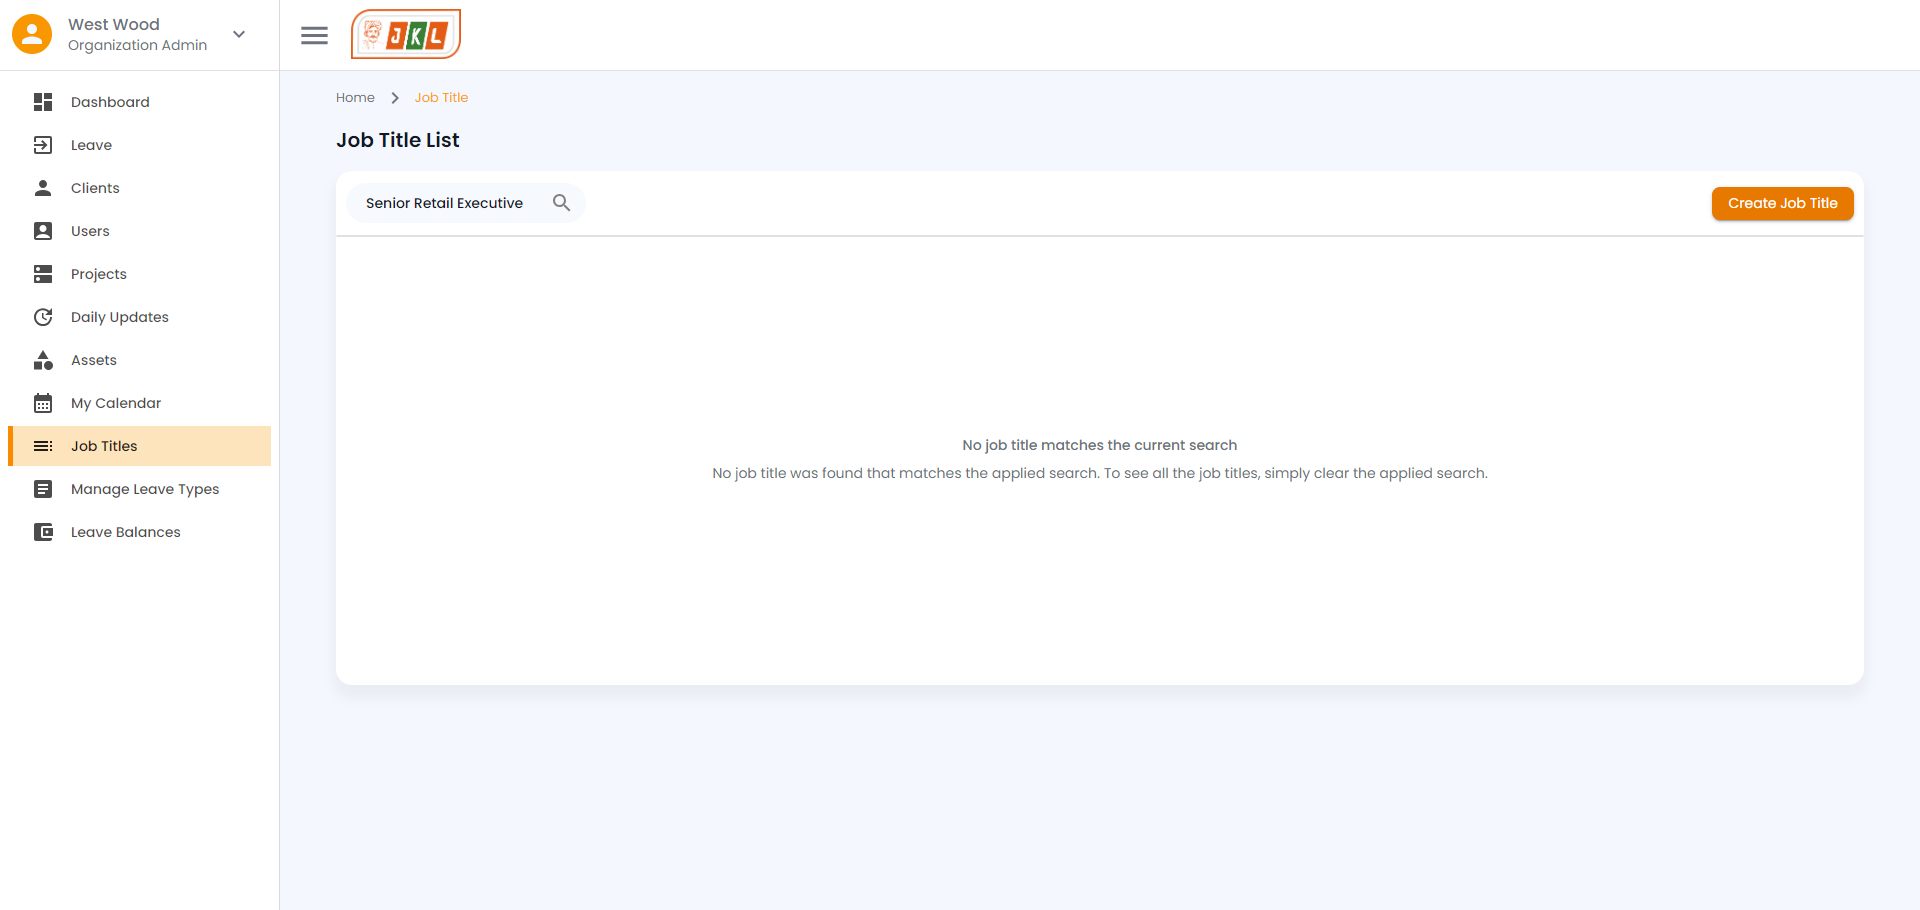 West Wood
Organization Admin
JKL
Dashboard
Leave
Clients
Users
Projects
Daily Updates
Assets
My Calendar
Job Titles
Manage Leave Types
Leave Balances
Home
Job Title
Job Title List
Senior Retail Executive
Create Job Title
No job title matches the current search
No job title was found that matches the applied search. To see all the job titles, simply clear the applied search.